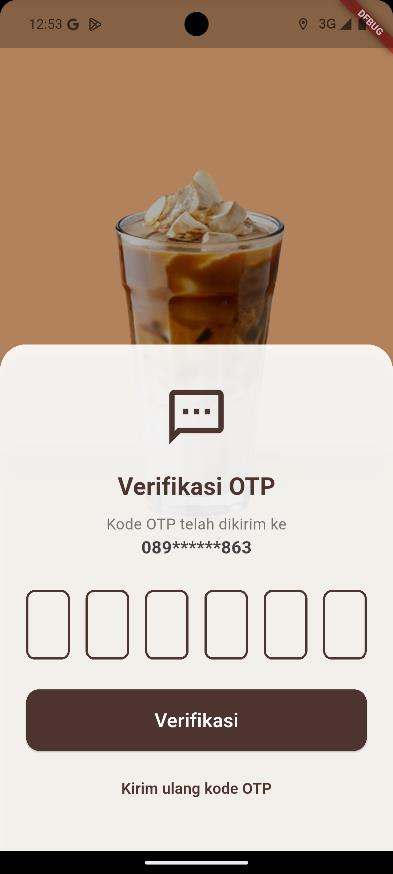 12:53
3G
DEBUG
Verifikasi OTP
Kode OTP telah dikirim ke
089******863
Verifikasi
Kirim ulang kode OTP